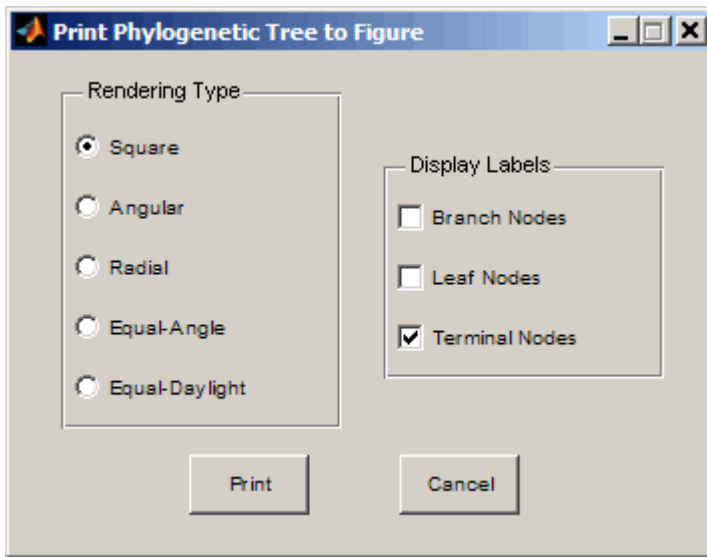 Print Phylogenetic Tree to Figure
Rendering Type
Square
Angular
Radial
Equal-Angle
Equal-Daylight
Display Labels
Branch Nodes
Leaf Nodes
Terminal Nodes
Print
Cancel